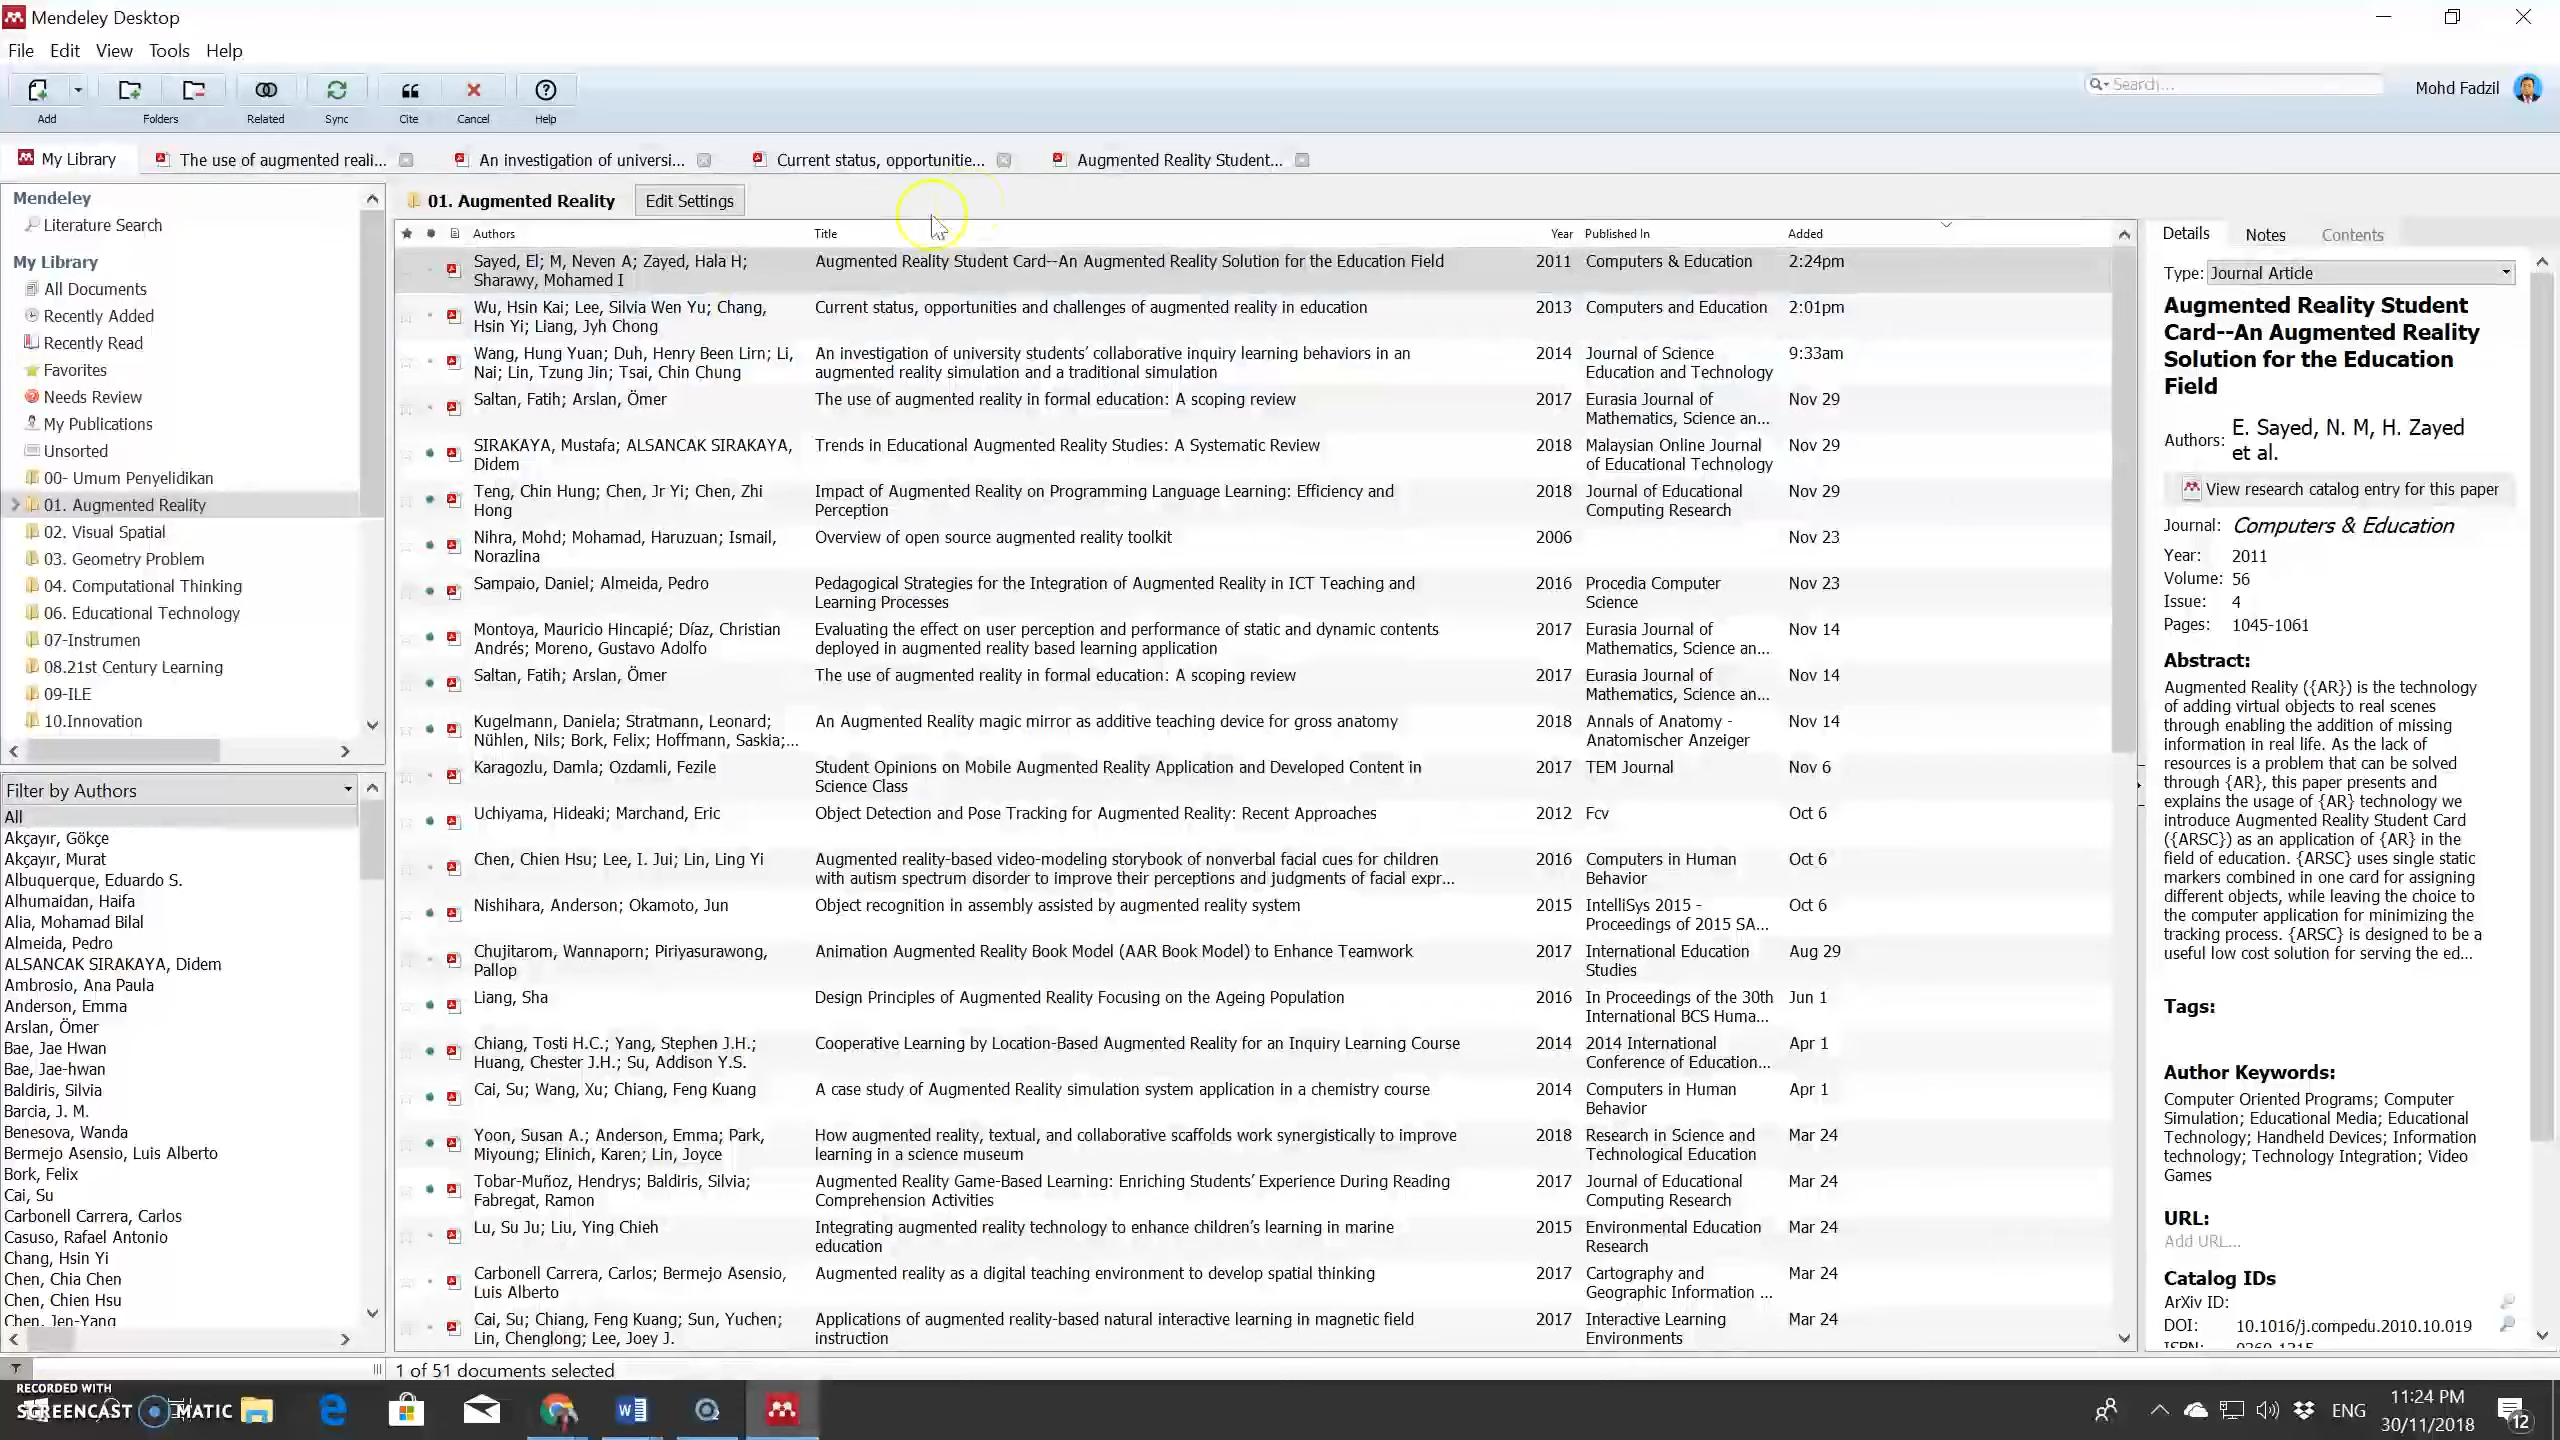 Mendeley Desktop
File Edit View Tools Help
Search...
Mohd Fadzil
Add Folders Related Sync Cite Cancel Help
My Library The use of augmented reali... An investigation of universi... Current status, opportunitie... Augmented Reality Student...
Mendeley
Literature Search
My Library
All Documents
Recently Added
Recently Read
Favorites
Needs Review
My Publications
Unsorted
00- Umum Penyelidikan
01. Augmented Reality
02. Visual Spatial
03. Geometry Problem
04. Computational Thinking
06. Educational Technology
07-Instrumen
08.21st Century Learning
09-ILE
10.Innovation
Filter by Authors
All
Akçayır, Gökçe
Akçayır, Murat
Albuquerque, Eduardo S.
Alhumaidan, Haifa
Alia, Mohamad Bilal
Almeida, Pedro
ALSANCAK SIRAKAYA, Didem
Ambrosio, Ana Paula
Anderson, Emma
Arslan, Ömer
Bae, Jae Hwan
Bae, Jae-hwan
Baldiris, Silvia
Barcia, J. M.
Benesova, Wanda
Bermejo Asensio, Luis Alberto
Bork, Felix
Cai, Su
Carbonell Carrera, Carlos
Casuso, Rafael Antonio
Chang, Hsin Yi
Chen, Chia Chen
Chen, Chien Hsu
Chen, Jen-Yang
01. Augmented Reality Edit Settings
Authors Title Year Published In Added
Sayed, El; M, Neven A; Zayed, Hala H; Augmented Reality Student Card--An Augmented Reality Solution for the Education Field 2011 Computers & Education 2:24pm
Sharawy, Mohamed I
Wu, Hsin Kai; Lee, Silvia Wen Yu; Chang, Current status, opportunities and challenges of augmented reality in education 2013 Computers and Education 2:01pm
Hsin Yi; Liang, Jyh Chong
Wang, Hung Yuan; Duh, Henry Been Lirn; Li, An investigation of university students’ collaborative inquiry learning behaviors in an 2014 Journal of Science 9:33am
Nai; Lin, Tzung Jin; Tsai, Chin Chung augmented reality simulation and a traditional simulation Education and Technology
Saltan, Fatih; Arslan, Ömer The use of augmented reality in formal education: A scoping review 2017 Eurasia Journal of Nov 29
Mathematics, Science an...
SIRAKAYA, Mustafa; ALSANCAK SIRAKAYA, Trends in Educational Augmented Reality Studies: A Systematic Review 2018 Malaysian Online Journal Nov 29
Didem of Educational Technology
Teng, Chin Hung; Chen, Jr Yi; Chen, Zhi Impact of Augmented Reality on Programming Language Learning: Efficiency and 2018 Journal of Educational Nov 29
Hong Perception Computing Research
Nihra, Mohd; Mohamad, Haruzuan; Ismail, Overview of open source augmented reality toolkit 2006 Nov 23
Norazlina
Sampaio, Daniel; Almeida, Pedro Pedagogical Strategies for the Integration of Augmented Reality in ICT Teaching and 2016 Procedia Computer Nov 23
Learning Processes Science
Montoya, Mauricio Hincapié; Díaz, Christian Evaluating the effect on user perception and performance of static and dynamic contents 2017 Eurasia Journal of Nov 14
Andrés; Moreno, Gustavo Adolfo deployed in augmented reality based learning application Mathematics, Science an...
Saltan, Fatih; Arslan, Ömer The use of augmented reality in formal education: A scoping review 2017 Eurasia Journal of Nov 14
Mathematics, Science an...
Kugelmann, Daniela; Stratmann, Leonard; An Augmented Reality magic mirror as additive teaching device for gross anatomy 2018 Annals of Anatomy - Nov 14
Nühlen, Nils; Bork, Felix; Hoffmann, Saskia;... Anatomischer Anzeiger
Karagozlu, Damla; Ozdamli, Fezile Student Opinions on Mobile Augmented Reality Application and Developed Content in 2017 TEM Journal Nov 6
Science Class
Uchiyama, Hideaki; Marchand, Eric Object Detection and Pose Tracking for Augmented Reality: Recent Approaches 2012 Fcv Oct 6
Chen, Chien Hsu; Lee, I. Jui; Lin, Ling Yi Augmented reality-based video-modeling storybook of nonverbal facial cues for children 2016 Computers in Human Oct 6
with autism spectrum disorder to improve their perceptions and judgments of facial expr... Behavior
Nishihara, Anderson; Okamoto, Jun Object recognition in assembly assisted by augmented reality system 2015 IntelliSys 2015 - Oct 6
Proceedings of 2015 SA...
Chujitarom, Wannaporn; Piriyasurawong, Animation Augmented Reality Book Model (AAR Book Model) to Enhance Teamwork 2017 International Education Aug 29
Pallop Studies
Liang, Sha Design Principles of Augmented Reality Focusing on the Ageing Population 2016 In Proceedings of the 30th Jun 1
International BCS Huma...
Chiang, Tosti H.C.; Yang, Stephen J.H.; Cooperative Learning by Location-Based Augmented Reality for an Inquiry Learning Course 2014 2014 International Apr 1
Huang, Chester J.H.; Su, Addison Y.S. Conference of Education...
Cai, Su; Wang, Xu; Chiang, Feng Kuang A case study of Augmented Reality simulation system application in a chemistry course 2014 Computers in Human Apr 1
Behavior
Yoon, Susan A.; Anderson, Emma; Park, How augmented reality, textual, and collaborative scaffolds work synergistically to improve 2018 Research in Science and Mar 24
Miyoung; Elinich, Karen; Lin, Joyce learning in a science museum Technological Education
Tobar-Muñoz, Hendrys; Baldiris, Silvia; Augmented Reality Game-Based Learning: Enriching Students’ Experience During Reading 2017 Journal of Educational Mar 24
Fabregat, Ramon Comprehension Activities Computing Research
Lu, Su Ju; Liu, Ying Chieh Integrating augmented reality technology to enhance children’s learning in marine 2015 Environmental Education Mar 24
education Research
Carbonell Carrera, Carlos; Bermejo Asensio, Augmented reality as a digital teaching environment to develop spatial thinking 2017 Cartography and Mar 24
Luis Alberto Geographic Information ...
Cai, Su; Chiang, Feng Kuang; Sun, Yuchen; Applications of augmented reality-based natural interactive learning in magnetic field 2017 Interactive Learning Mar 24
Lin, Chenglong; Lee, Joey J. instruction Environments
1 of 51 documents selected
Details Notes Contents
Type: Journal Article
Augmented Reality Student
Card--An Augmented Reality
Solution for the Education
Field
Authors: E. Sayed, N. M, H. Zayed
et al.
View research catalog entry for this paper
Journal: Computers & Education
Year: 2011
Volume: 56
Issue: 4
Pages: 1045-1061
Abstract:
Augmented Reality ({AR}) is the technology
of adding virtual objects to real scenes
through enabling the addition of missing
information in real life. As the lack of
resources is a problem that can be solved
through {AR}, this paper presents and
explains the usage of {AR} technology we
introduce Augmented Reality Student Card
({ARSC}) as an application of {AR} in the
field of education. {ARSC} uses single static
markers combined in one card for assigning
different objects, while leaving the choice to
the computer application for minimizing the
tracking process. {ARSC} is designed to be a
useful low cost solution for serving the ed...
Tags:
Author Keywords:
Computer Oriented Programs; Computer
Simulation; Educational Media; Educational
Technology; Handheld Devices; Information
technology; Technology Integration; Video
Games
URL:
Add URL...
Catalog IDs
ArXiv ID:
DOI: 10.1016/j.compedu.2010.10.019
ISBN: 0360-1315
RECORDED WITH
SCREENCAST MATIC
ENG
11:24 PM
30/11/2018
12